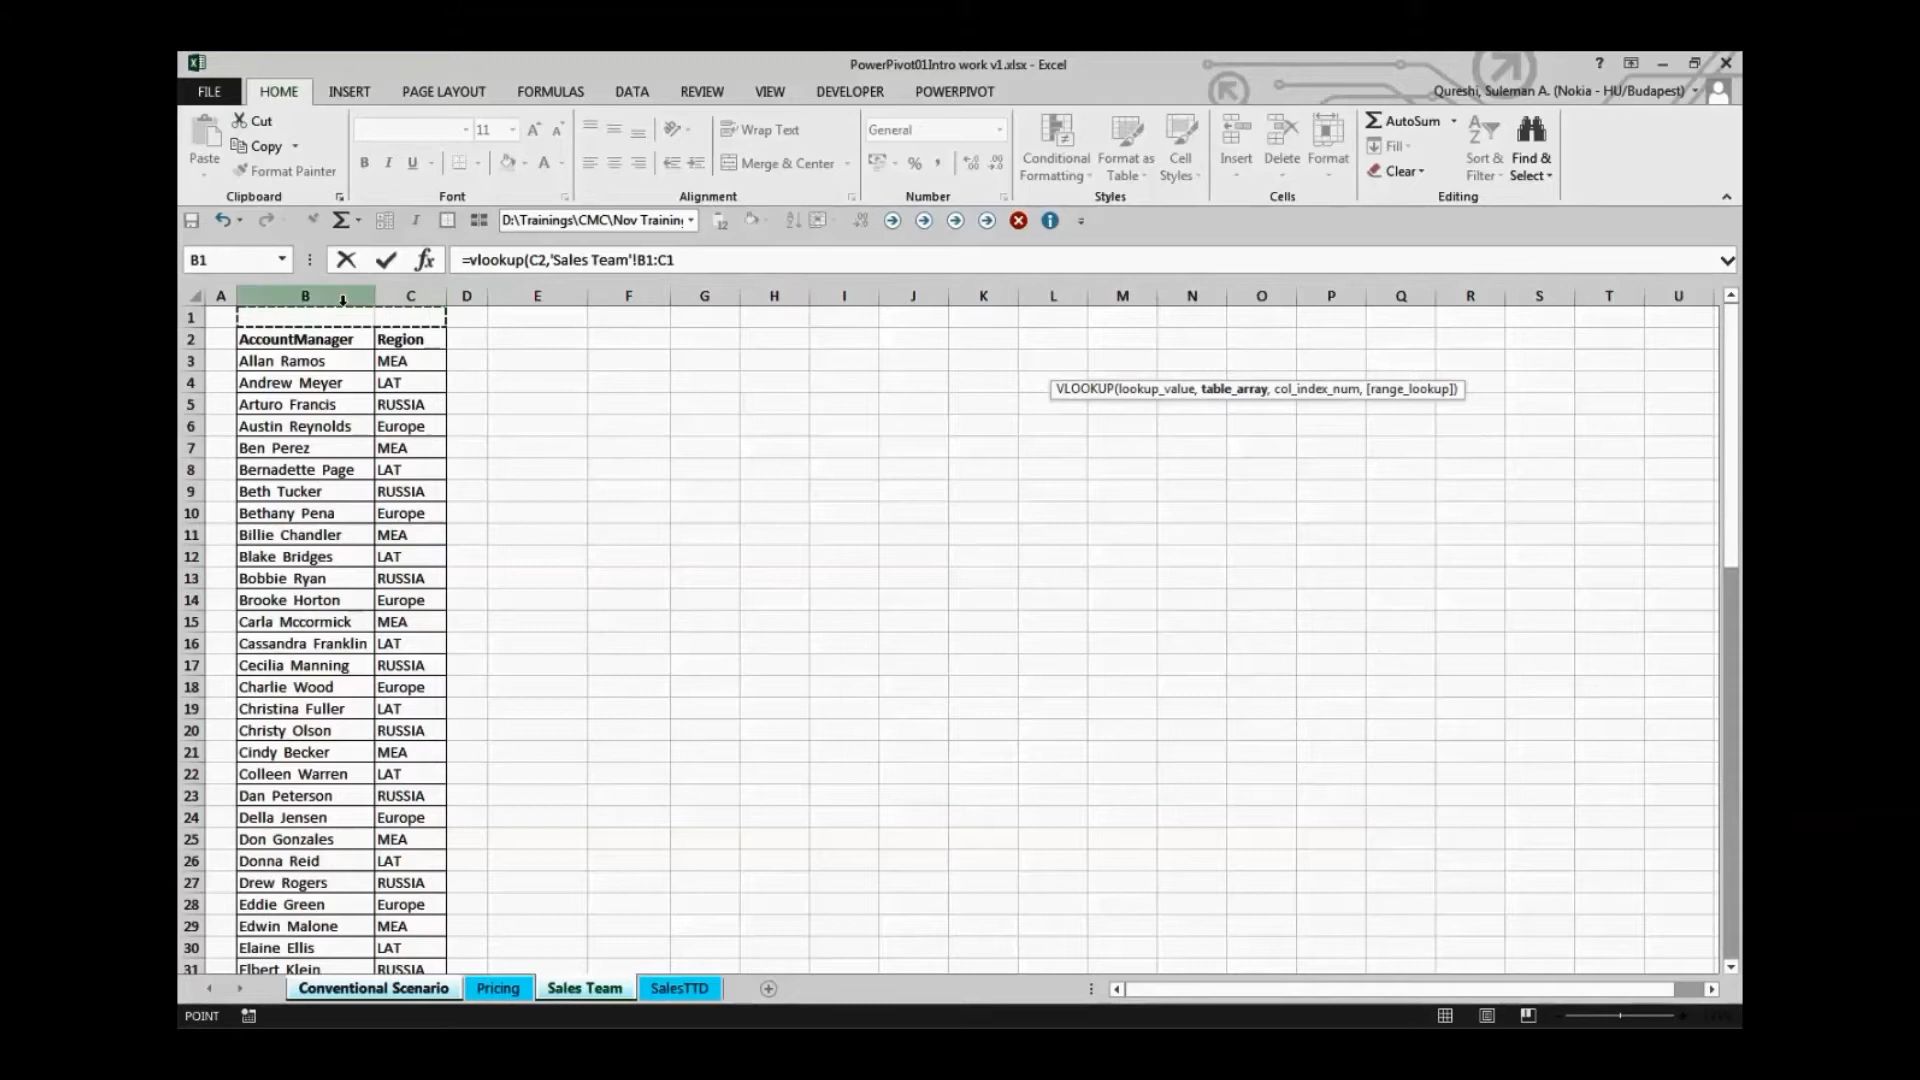 PowerPivot01Intro work v1.xlsx - Excel
FILE HOME INSERT PAGE LAYOUT FORMULAS DATA REVIEW VIEW DEVELOPER POWERPIVOT
Qureshi, Suleman A. (Nokia - HU/Budapest)
Paste
Cut
Copy
Format Painter
Clipboard
11
Font
Wrap Text
Merge & Center
Alignment
General
Number
Conditional
Formatting
Format as
Table
Cell
Styles
Styles
Insert
Delete
Format
Cells
AutoSum
Fill
Clear
Sort &
Filter
Find &
Select
Editing
D:\Trainings\CMC\Nov Training
B1
=vlookup(C2,'Sales Team'!B1:C1
A B C D E F G H I J K L M N O P Q R S T U
1
2 AccountManager Region
3 Allan Ramos MEA
4 Andrew Meyer LAT
VLOOKUP(lookup_value, table_array, col_index_num, [range_lookup])
5 Arturo Francis RUSSIA
6 Austin Reynolds Europe
7 Ben Perez MEA
8 Bernadette Page LAT
9 Beth Tucker RUSSIA
10 Bethany Pena Europe
11 Billie Chandler MEA
12 Blake Bridges LAT
13 Bobbie Ryan RUSSIA
14 Brooke Horton Europe
15 Carla Mccormick MEA
16 Cassandra Franklin LAT
17 Cecilia Manning RUSSIA
18 Charlie Wood Europe
19 Christina Fuller LAT
20 Christy Olson RUSSIA
21 Cindy Becker MEA
22 Colleen Warren LAT
23 Dan Peterson RUSSIA
24 Della Jensen Europe
25 Don Gonzales MEA
26 Donna Reid LAT
27 Drew Rogers RUSSIA
28 Eddie Green Europe
29 Edwin Malone MEA
30 Elaine Ellis LAT
31 Elbert Klein RUSSIA
Conventional Scenario Pricing Sales Team SalesTTD
POINT